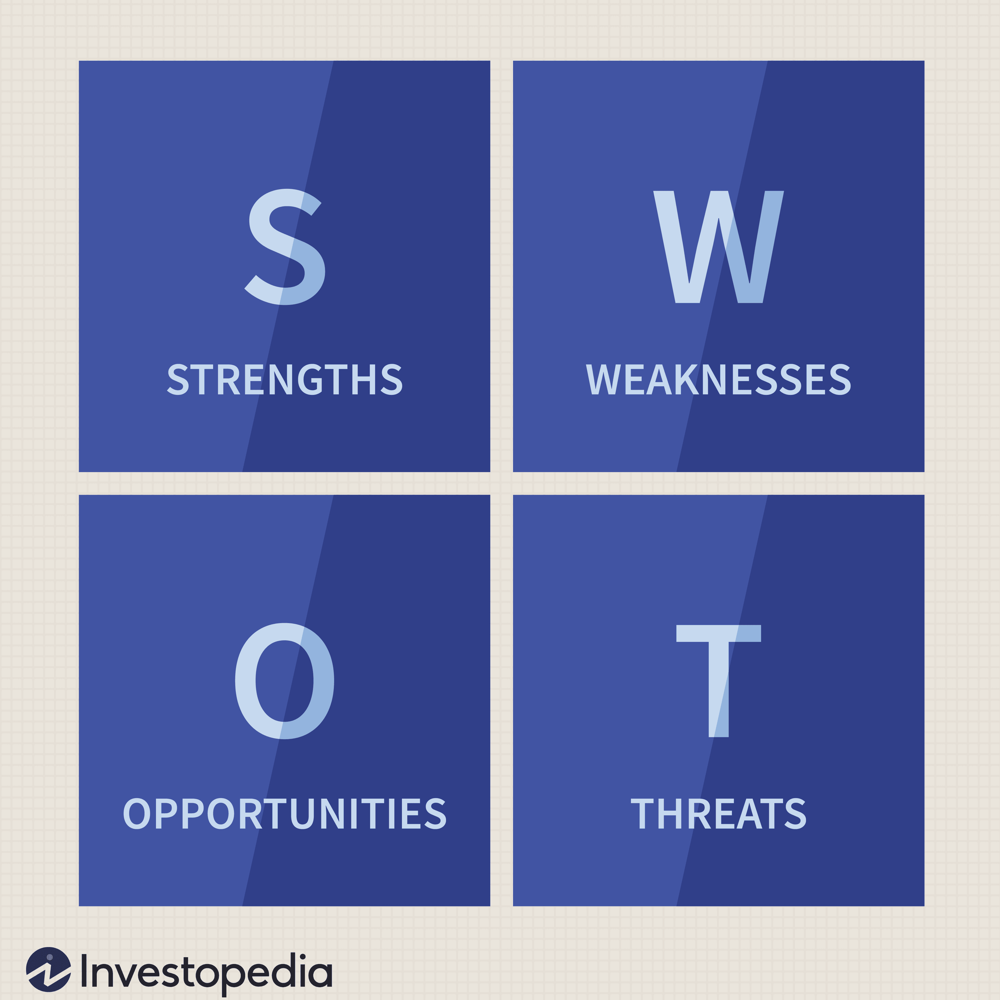 S
STRENGTHS
W
WEAKNESSES
O
OPPORTUNITIES
T
THREATS
Investopedia